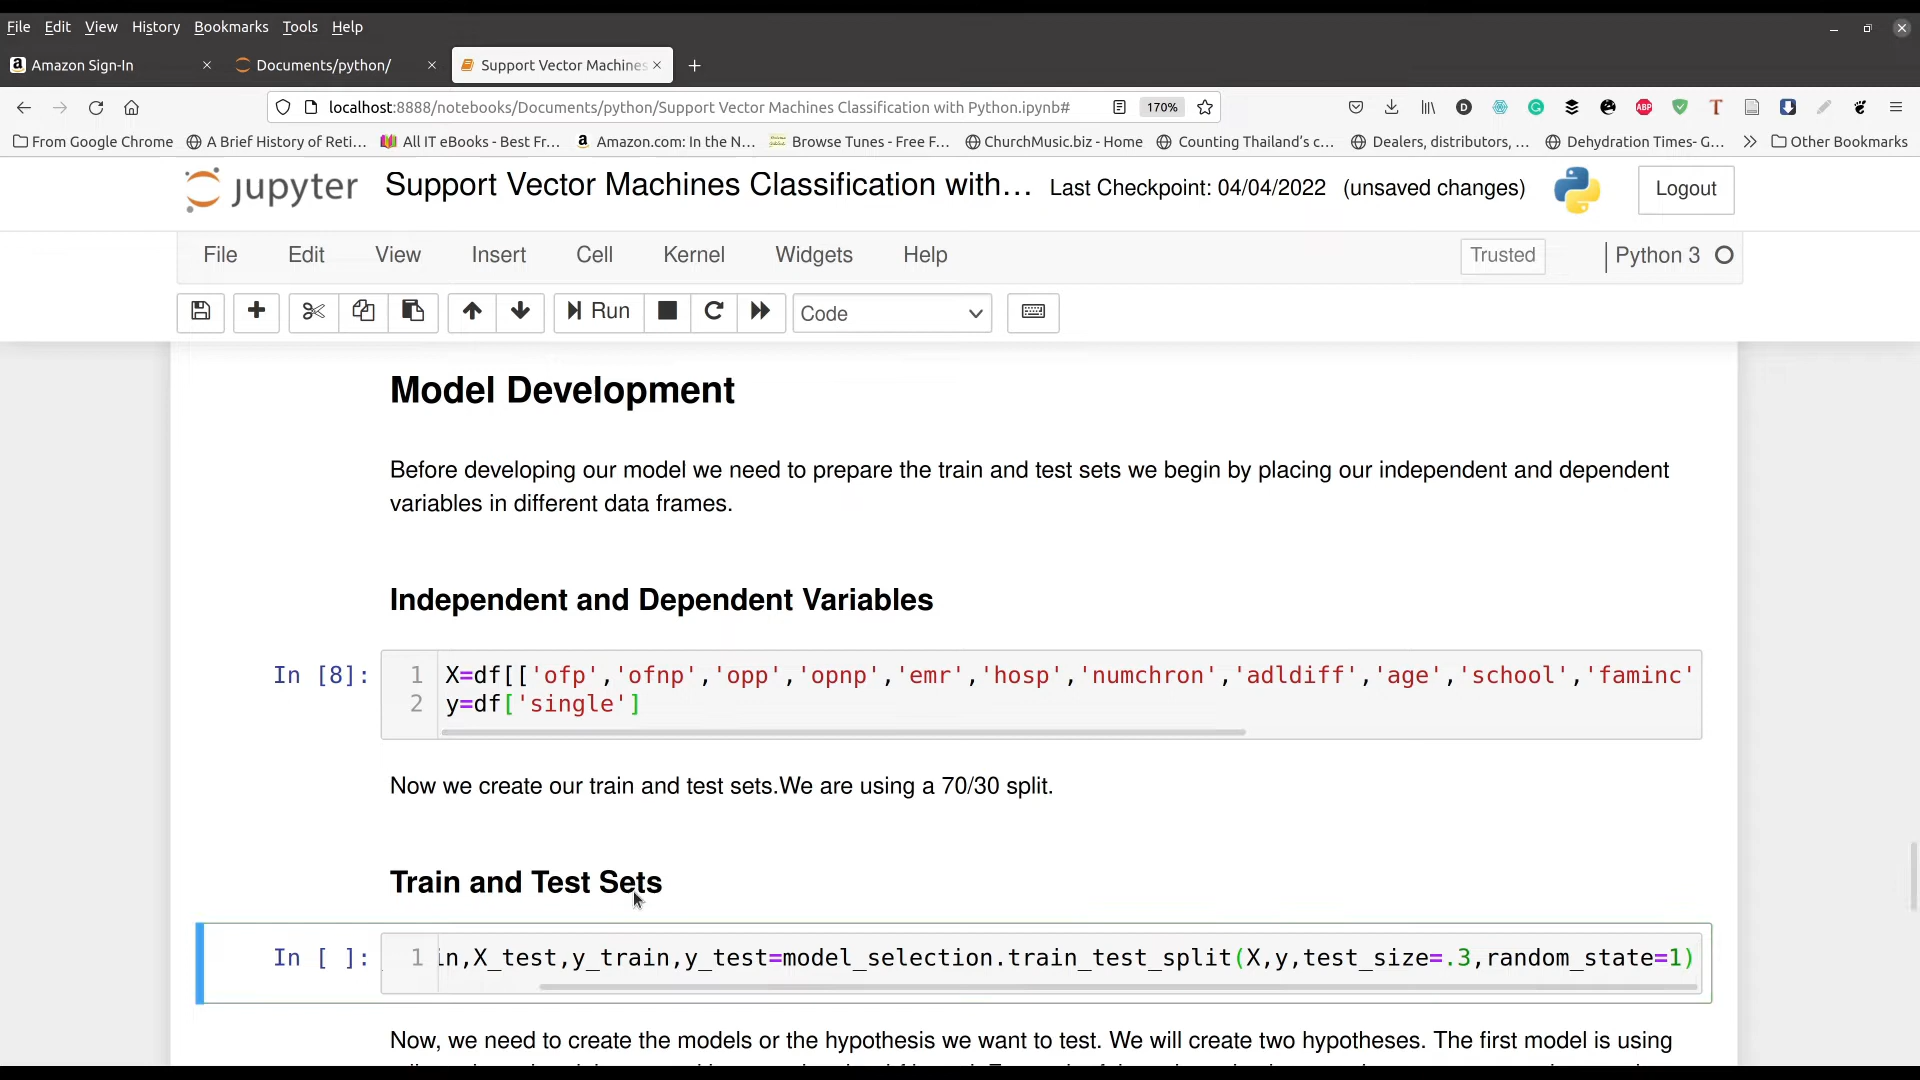 File Edit View History Bookmarks Tools Help
Amazon Sign-In Documents/python/ Support Vector Machines
localhost:8888/notebooks/Documents/python/Support Vector Machines Classification with Python.ipynb# 170%
From Google Chrome A Brief History of Reti... All IT eBooks - Best Fr... Amazon.com: In the N... Browse Tunes - Free F... ChurchMusic.biz - Home Counting Thailand's c... Dealers, distributors, ... Dehydration Times- G... Other Bookmarks
jupyter Support Vector Machines Classification with... Last Checkpoint: 04/04/2022 (unsaved changes) Logout
File Edit View Insert Cell Kernel Widgets Help Trusted Python 3
Run Code
Model Development
Before developing our model we need to prepare the train and test sets we begin by placing our independent and dependent
variables in different data frames.
Independent and Dependent Variables
In [8]: 1 X=df[['ofp','ofnp','opp','opnp','emr','hosp','numchron','adldiff','age','school','faminc'
2 y=df['single']
Now we create our train and test sets.We are using a 70/30 split.
Train and Test Sets
In [ ]: 1 in,X_test,y_train,y_test=model_selection.train_test_split(X,y,test_size=.3,random_state=1)
Now, we need to create the models or the hypothesis we want to test. We will create two hypotheses. The first model is using